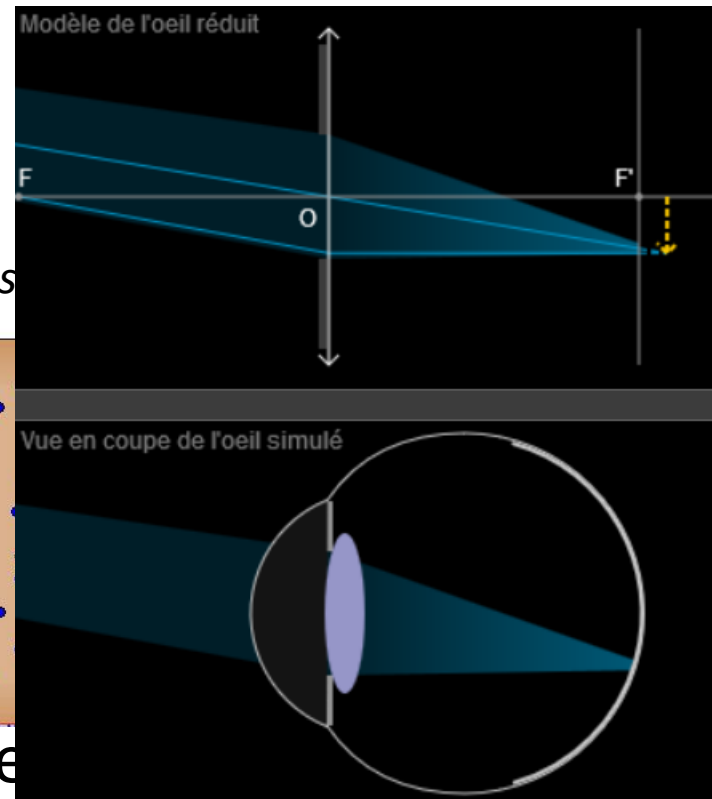 Modèle de l'oeil réduit
F
F'
O
s
Vue en coupe de l'oeil simulé
e